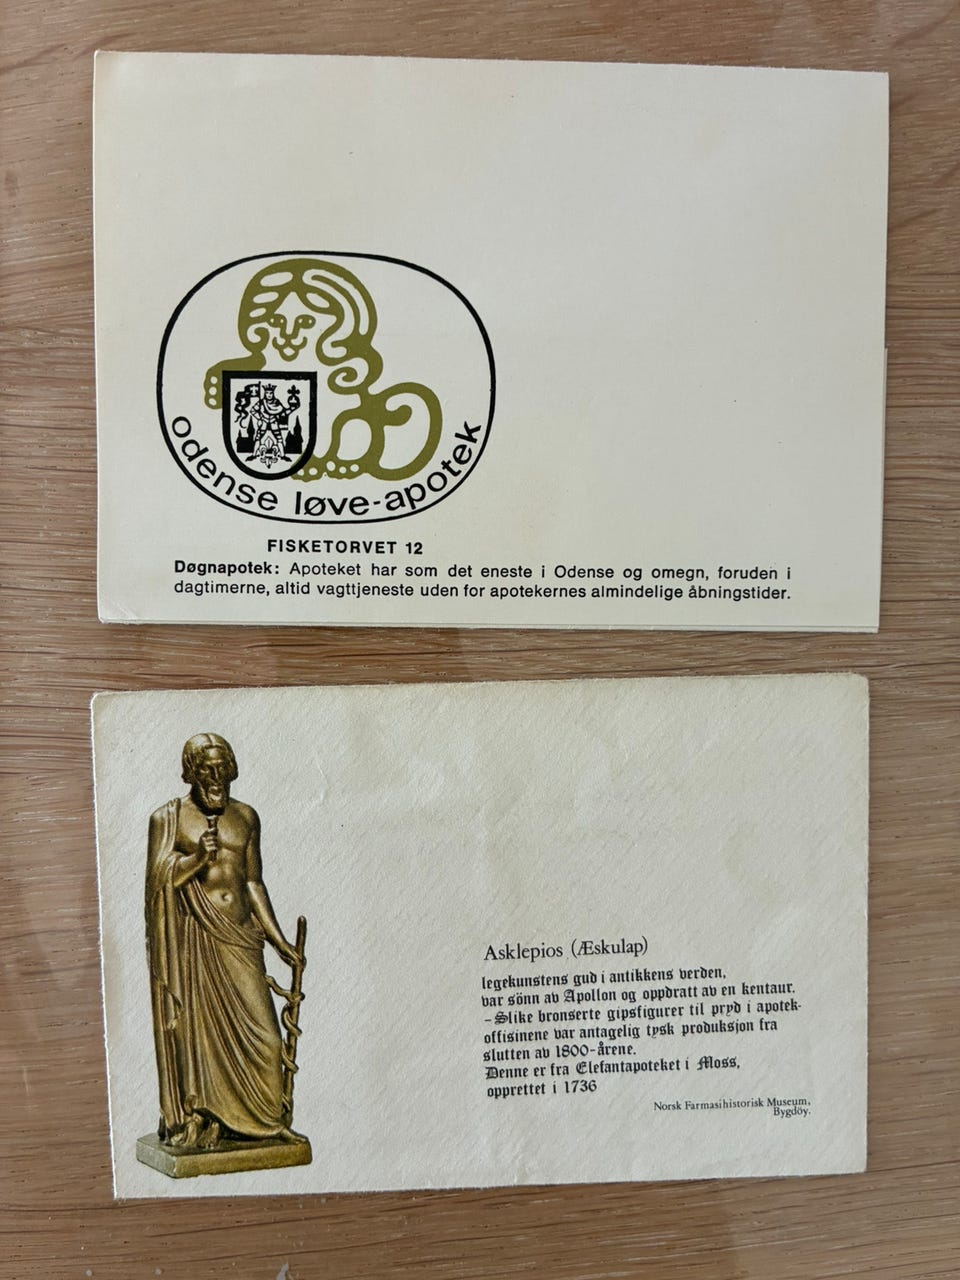 odense løve-apotek
FISKETORVET 12
Døgnapotek: Apoteket har som det eneste i Odense og omegn, foruden i
dagtimerne, altid vagttjeneste uden for apotekernes almindelige åbningstider.
Asklepios (Æskulap)
legekunstens gud i antikkens verden,
var sönn av Apollon og oppdratt av en kentaur.
– Slike bronserte gipsfigurer til pryd i apotek-
offisinene var antagelig tysk produksjon fra
slutten av 1800-årene.
Denne er fra Elefantapoteket i Moss,
opprettet i 1736
Norsk Farmasihistorisk Museum,
Bygdöy.